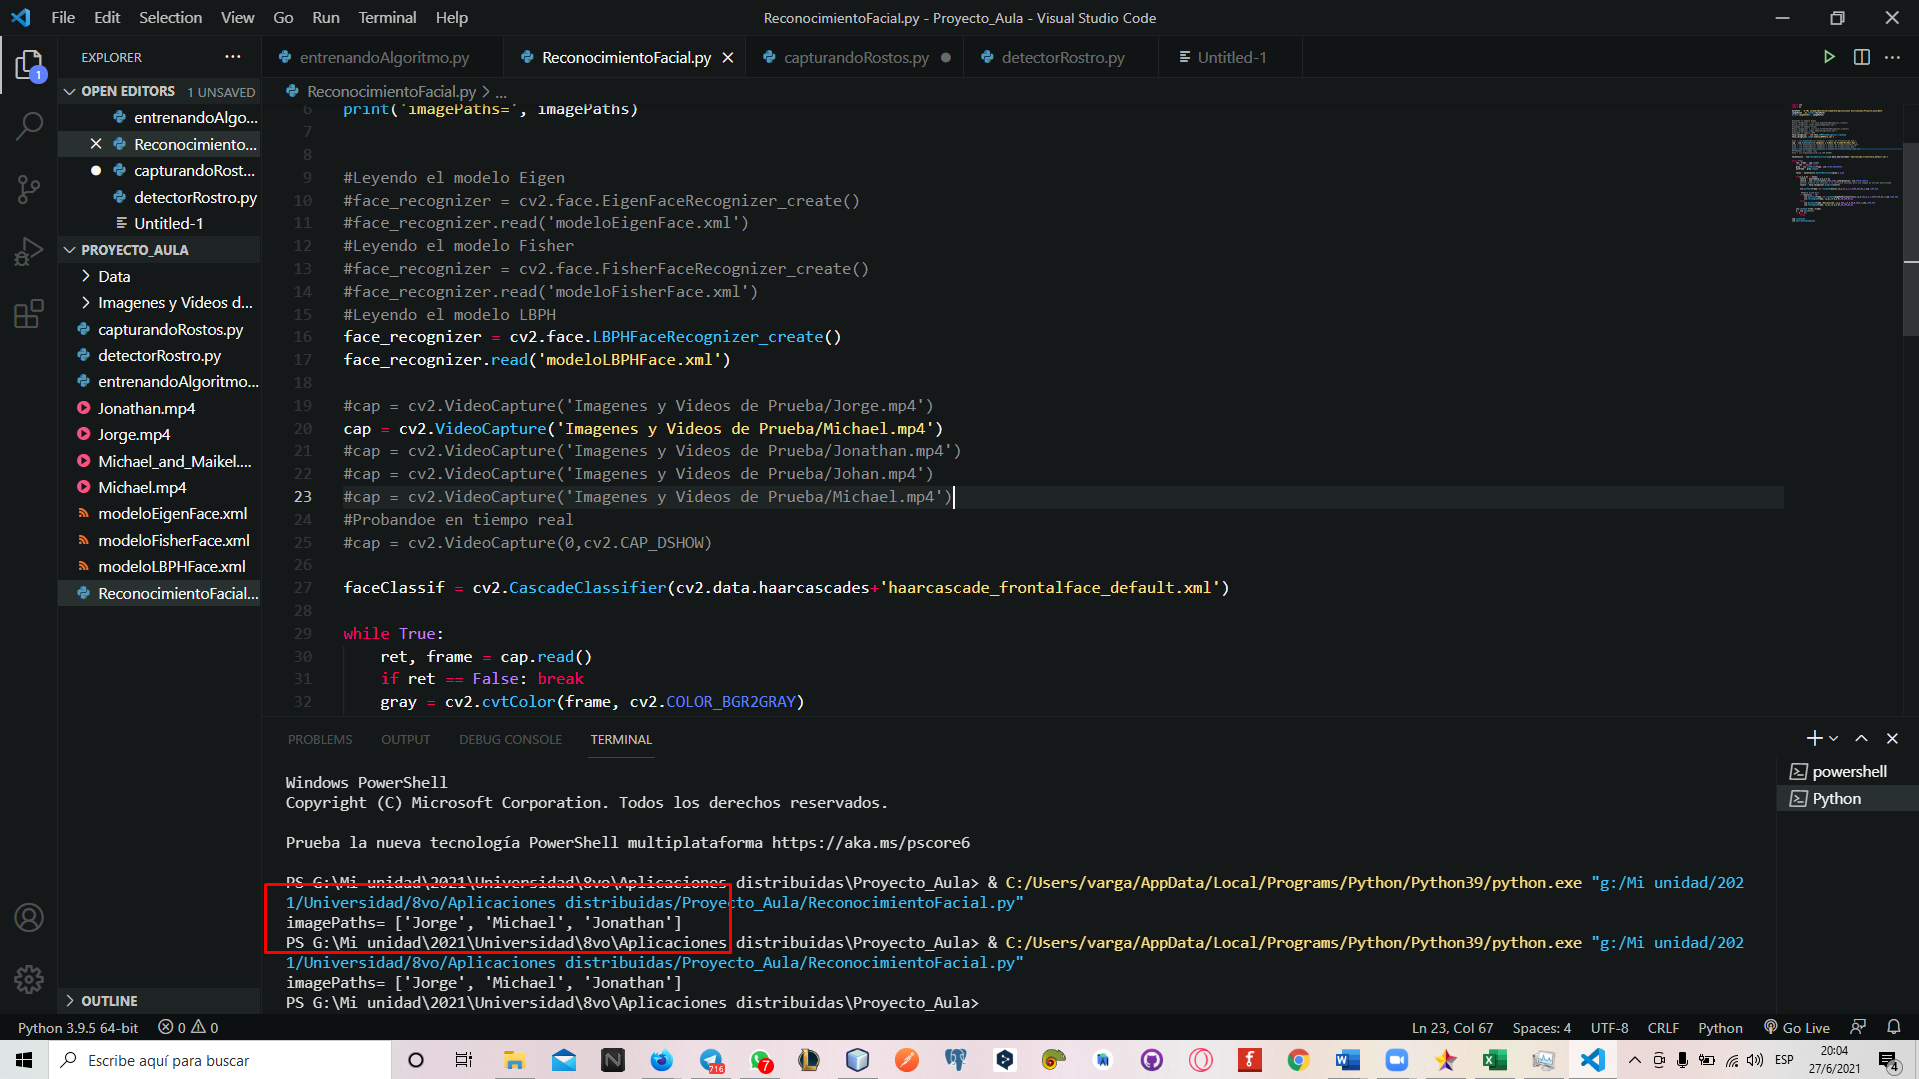 File Edit Selection View Go Run Terminal Help
ReconocimientoFacial.py - Proyecto_Aula - Visual Studio Code
EXPLORER
entrenandoAlgoritmo.py
ReconocimientoFacial.py
capturandoRostos.py
detectorRostro.py
Untitled-1
OPEN EDITORS 1 UNSAVED
entrenandoAlgo...
Reconocimiento...
capturandoRost...
detectorRostro.py
Untitled-1
PROYECTO_AULA
Data
Imagenes y Videos d...
capturandoRostos.py
detectorRostro.py
entrenandoAlgoritmo...
Jonathan.mp4
Jorge.mp4
Michael_and_Maikel....
Michael.mp4
modeloEigenFace.xml
modeloFisherFace.xml
modeloLBPHFace.xml
ReconocimientoFacial...
OUTLINE
ReconocimientoFacial.py > ...
6 print('imagePaths=', imagePaths)
7
8
9 #Leyendo el modelo Eigen
10 #face_recognizer = cv2.face.EigenFaceRecognizer_create()
11 #face_recognizer.read('modeloEigenFace.xml')
12 #Leyendo el modelo Fisher
13 #face_recognizer = cv2.face.FisherFaceRecognizer_create()
14 #face_recognizer.read('modeloFisherFace.xml')
15 #Leyendo el modelo LBPH
16 face_recognizer = cv2.face.LBPHFaceRecognizer_create()
17 face_recognizer.read('modeloLBPHFace.xml')
18
19 #cap = cv2.VideoCapture('Imagenes y Videos de Prueba/Jorge.mp4')
20 cap = cv2.VideoCapture('Imagenes y Videos de Prueba/Michael.mp4')
21 #cap = cv2.VideoCapture('Imagenes y Videos de Prueba/Jonathan.mp4')
22 #cap = cv2.VideoCapture('Imagenes y Videos de Prueba/Johan.mp4')
23 #cap = cv2.VideoCapture('Imagenes y Videos de Prueba/Michael.mp4')
24 #Probandoe en tiempo real
25 #cap = cv2.VideoCapture(0,cv2.CAP_DSHOW)
26
27 faceClassif = cv2.CascadeClassifier(cv2.data.haarcascades+'haarcascade_frontalface_default.xml')
28
29 while True:
30 ret, frame = cap.read()
31 if ret == False: break
32 gray = cv2.cvtColor(frame, cv2.COLOR_BGR2GRAY)
PROBLEMS OUTPUT DEBUG CONSOLE TERMINAL
powershell
Python
Windows PowerShell
Copyright (C) Microsoft Corporation. Todos los derechos reservados.
Prueba la nueva tecnología PowerShell multiplataforma https://aka.ms/pscore6
PS G:\Mi unidad\2021\Universidad\8vo\Aplicaciones distribuidas\Proyecto_Aula> & C:/Users/varga/AppData/Local/Programs/Python/Python39/python.exe "g:/Mi unidad/202
1/Universidad/8vo/Aplicaciones distribuidas/Proyecto_Aula/ReconocimientoFacial.py"
imagePaths= ['Jorge', 'Michael', 'Jonathan']
PS G:\Mi unidad\2021\Universidad\8vo\Aplicaciones distribuidas\Proyecto_Aula> & C:/Users/varga/AppData/Local/Programs/Python/Python39/python.exe "g:/Mi unidad/202
1/Universidad/8vo/Aplicaciones distribuidas/Proyecto_Aula/ReconocimientoFacial.py"
imagePaths= ['Jorge', 'Michael', 'Jonathan']
PS G:\Mi unidad\2021\Universidad\8vo\Aplicaciones distribuidas\Proyecto_Aula>
Python 3.9.5 64-bit 0 0
Ln 23, Col 67 Spaces: 4 UTF-8 CRLF Python Go Live
Escribe aquí para buscar
716
7
ESP
20:04
27/6/2021
4